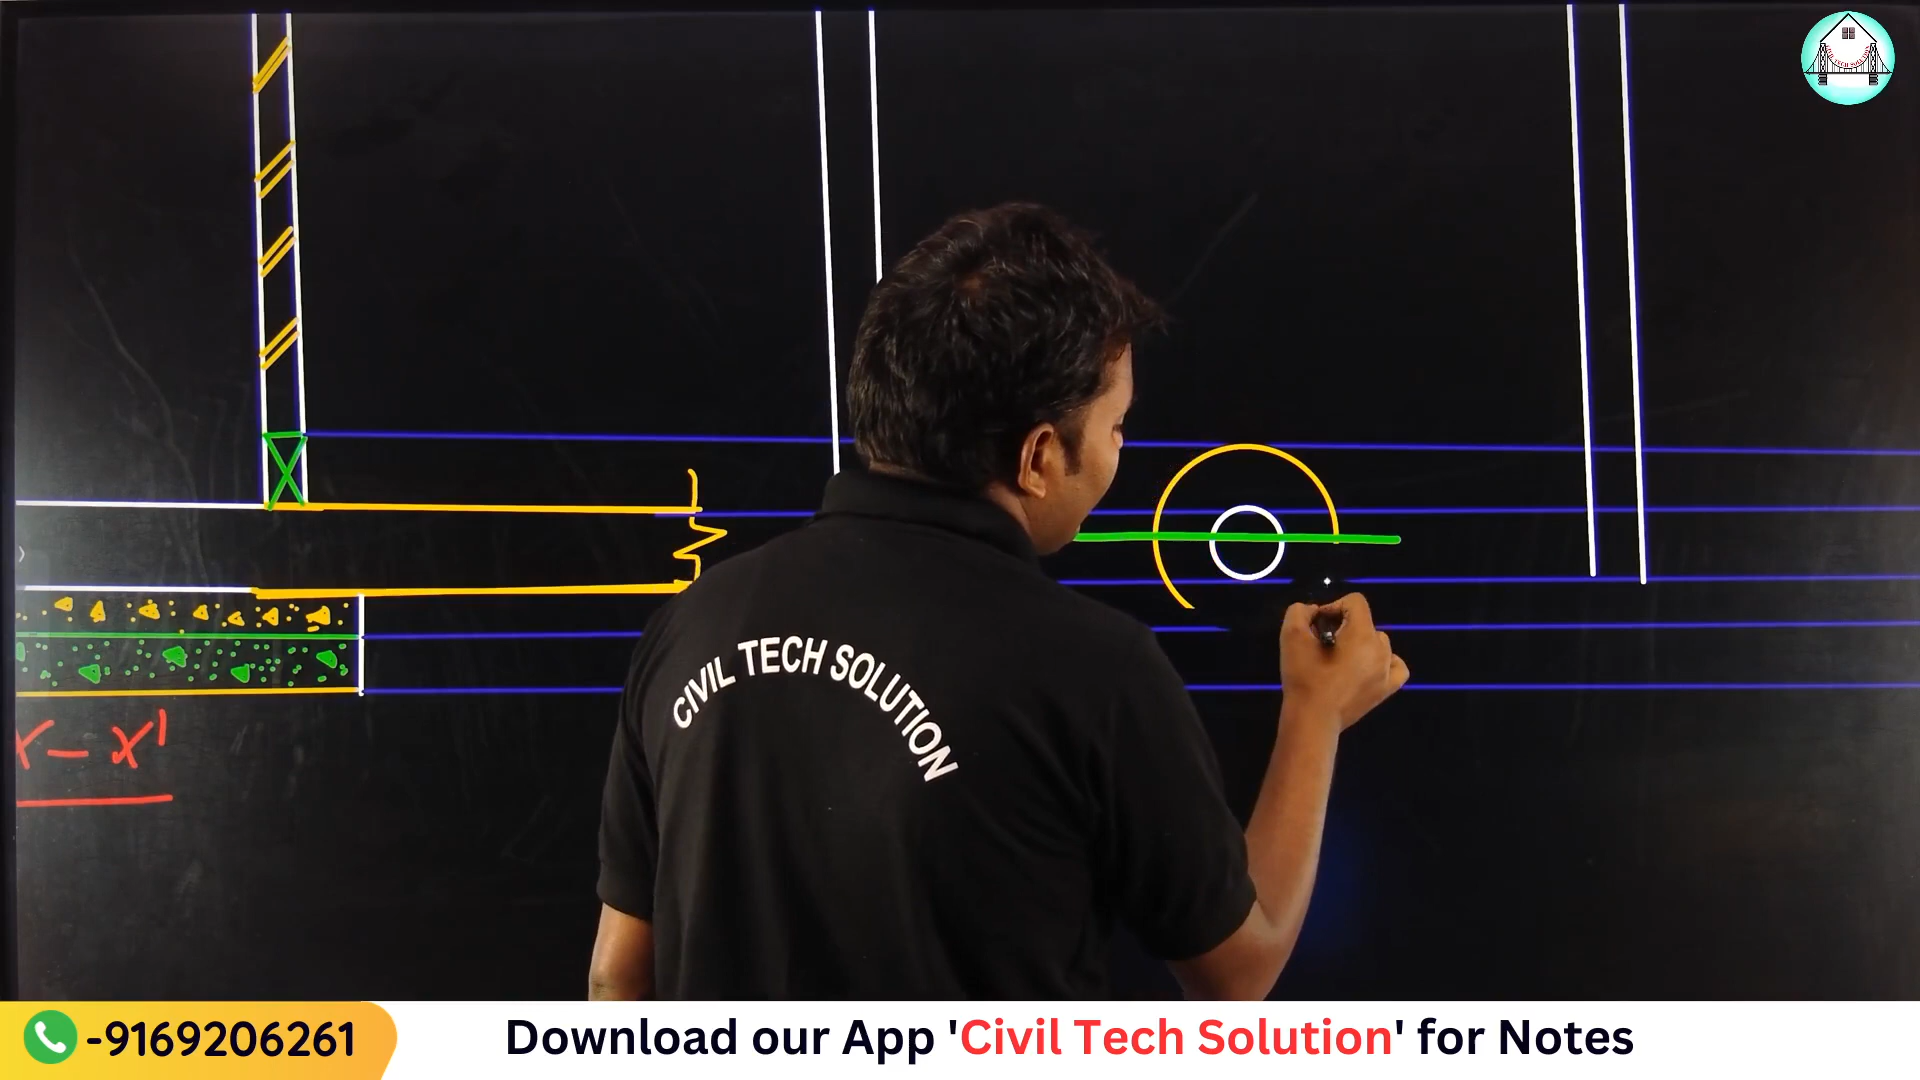 CIVIL TECH SOLUTION
X - X'
-9169206261
Download our App 'Civil Tech Solution' for Notes